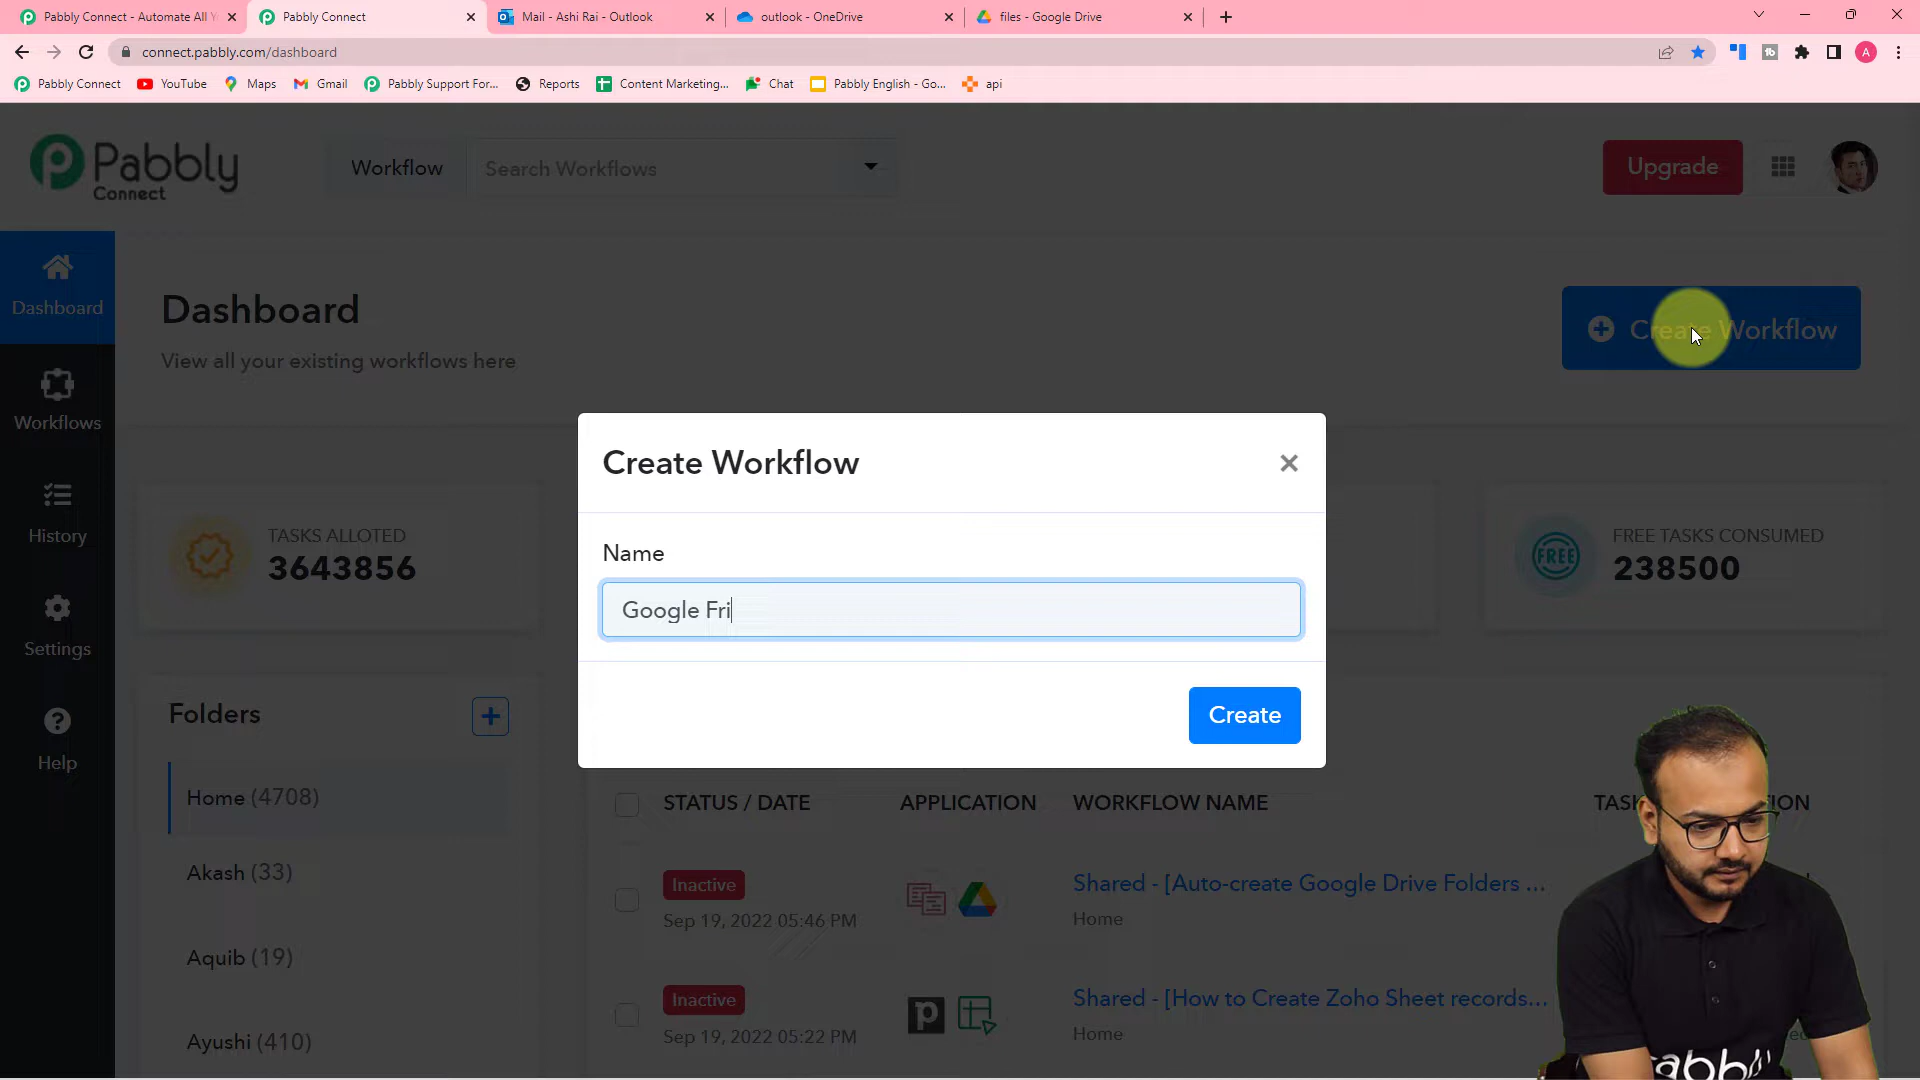 Pabbly Connect - Automate All Y
Pabbly Connect
Mail - Ashi Rai - Outlook
outlook - OneDrive
files - Google Drive
connect.pabbly.com/dashboard
A
Pabbly Connect
YouTube
Maps
Gmail
Pabbly Support For...
Reports
Content Marketing...
Chat
Pabbly English - Go...
api
Pabbly
Connect
Workflow
Search Workflows
Upgrade
Dashboard
Workflows
History
Settings
Help
Dashboard
View all your existing workflows here
Create Workflow
TASKS ALLOTED
3643856
FREE
FREE TASKS CONSUMED
238500
Create Workflow
Name
Google Fri
Create
Folders
Home (4708)
Akash (33)
Aquib (19)
Ayushi (410)
STATUS / DATE
APPLICATION
WORKFLOW NAME
Inactive
Sep 19, 2022 05:46 PM
Shared - [Auto-create Google Drive Folders ...
Home
Inactive
Sep 19, 2022 05:22 PM
Shared - [How to Create Zoho Sheet records...
Home